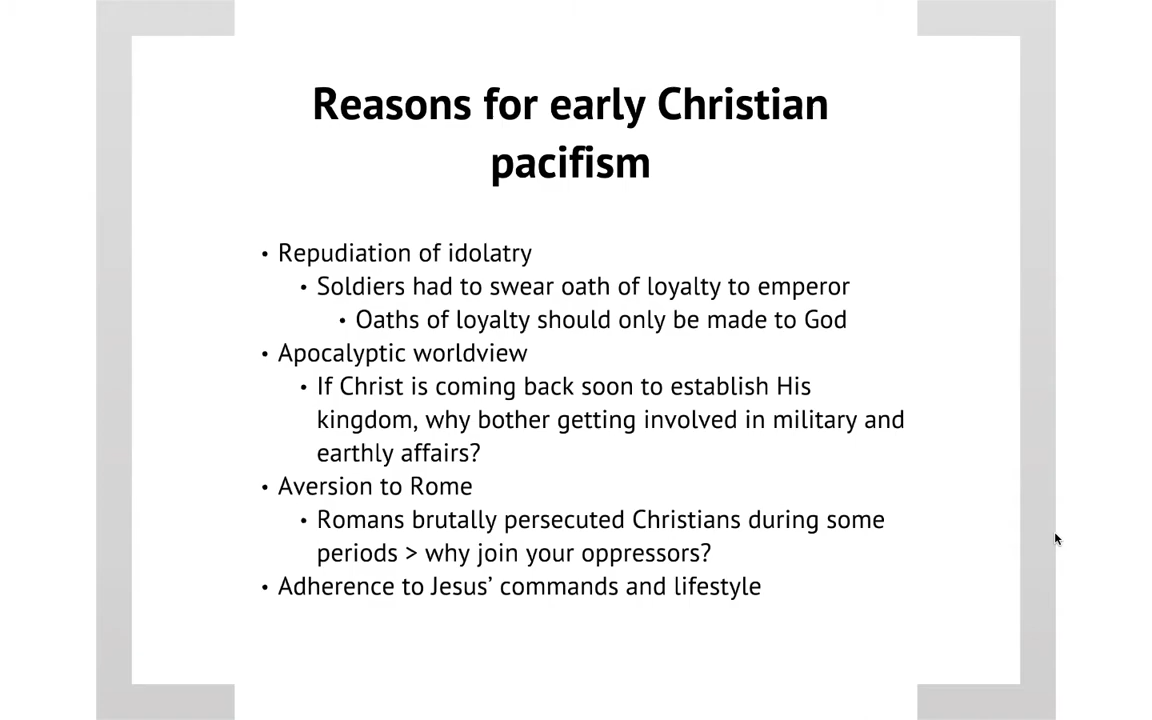 Reasons for early Christian
pacifism
• Repudiation of idolatry
• Soldiers had to swear oath of loyalty to emperor
• Oaths of loyalty should only be made to God
• Apocalyptic worldview
• If Christ is coming back soon to establish His
kingdom, why bother getting involved in military and
earthly affairs?
• Aversion to Rome
• Romans brutally persecuted Christians during some
periods > why join your oppressors?
• Adherence to Jesus’ commands and lifestyle